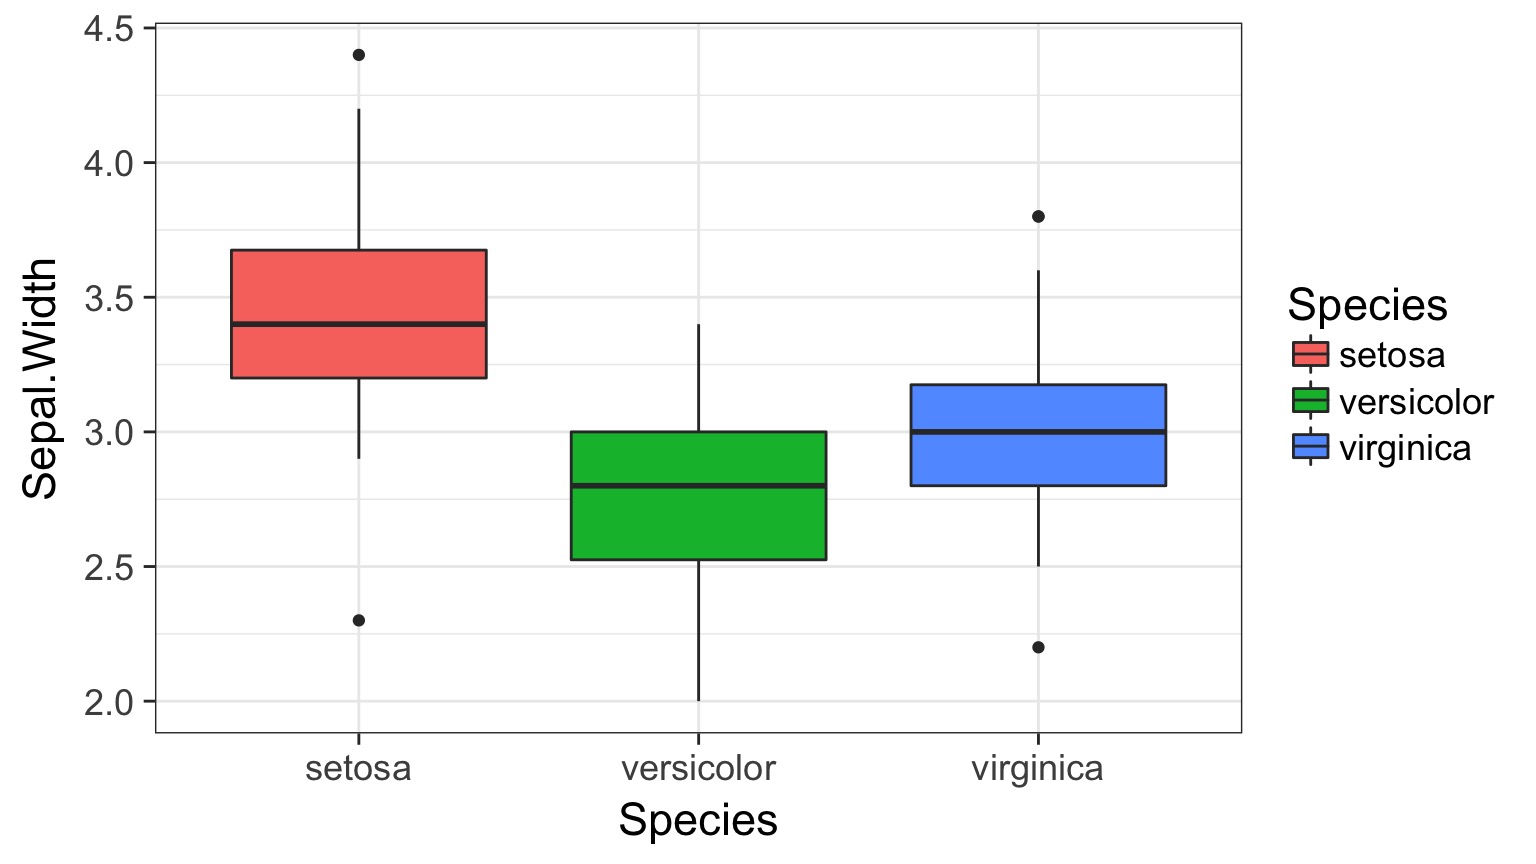 4.5
4.0
3.5
3.0
2.5
2.0
Sepal.Width
setosa
versicolor
virginica
Species
Species
setosa
versicolor
virginica